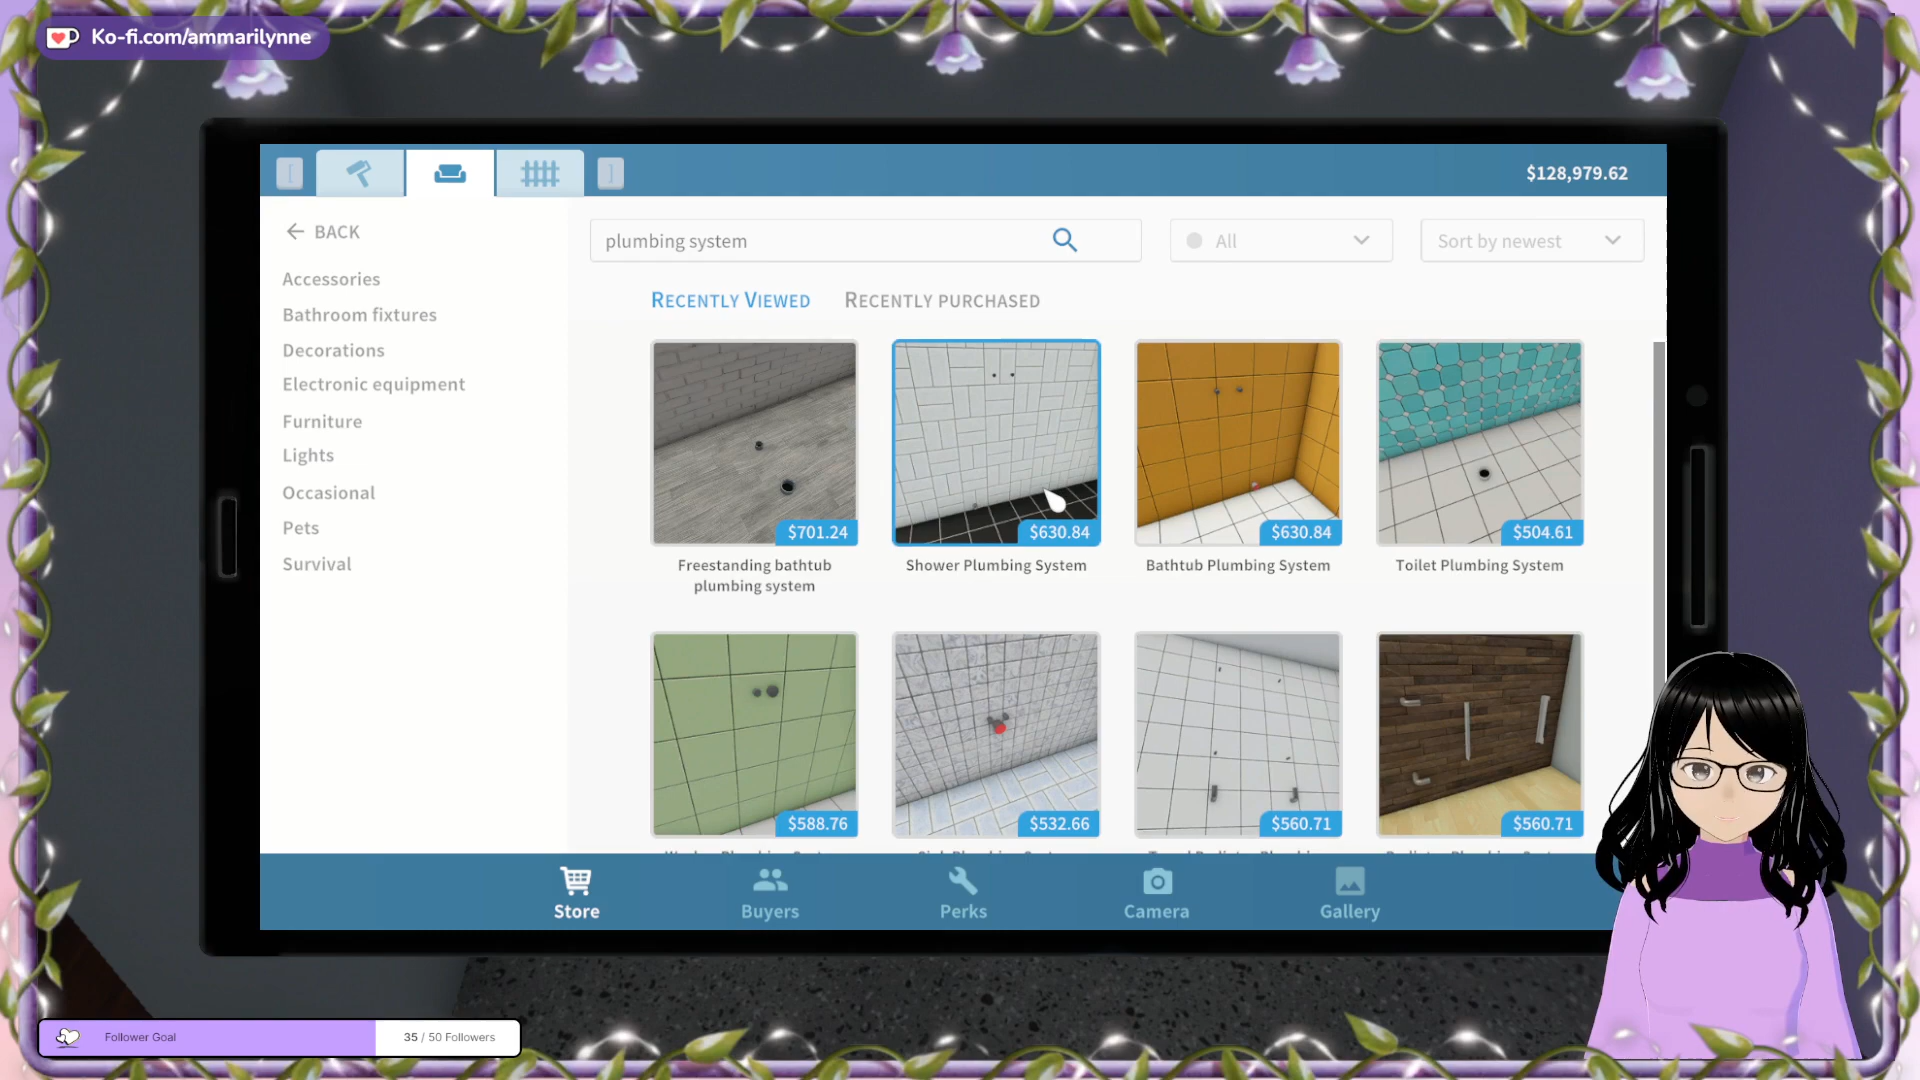 Ko-fi.com/ammarilynne
[
]
$128,979.62
BACK
plumbing system
All
Sort by newest
Accessories
Bathroom fixtures
Decorations
Electronic equipment
Furniture
Lights
Occasional
Pets
Survival
Recently Viewed
Recently purchased
$701.24
$630.84
$630.84
$504.61
Freestanding bathtub
plumbing system
Shower Plumbing System
Bathtub Plumbing System
Toilet Plumbing System
$588.76
$532.66
$560.71
$560.71
Store
Buyers
Perks
Camera
Gallery
Follower Goal
35 / 50 Followers